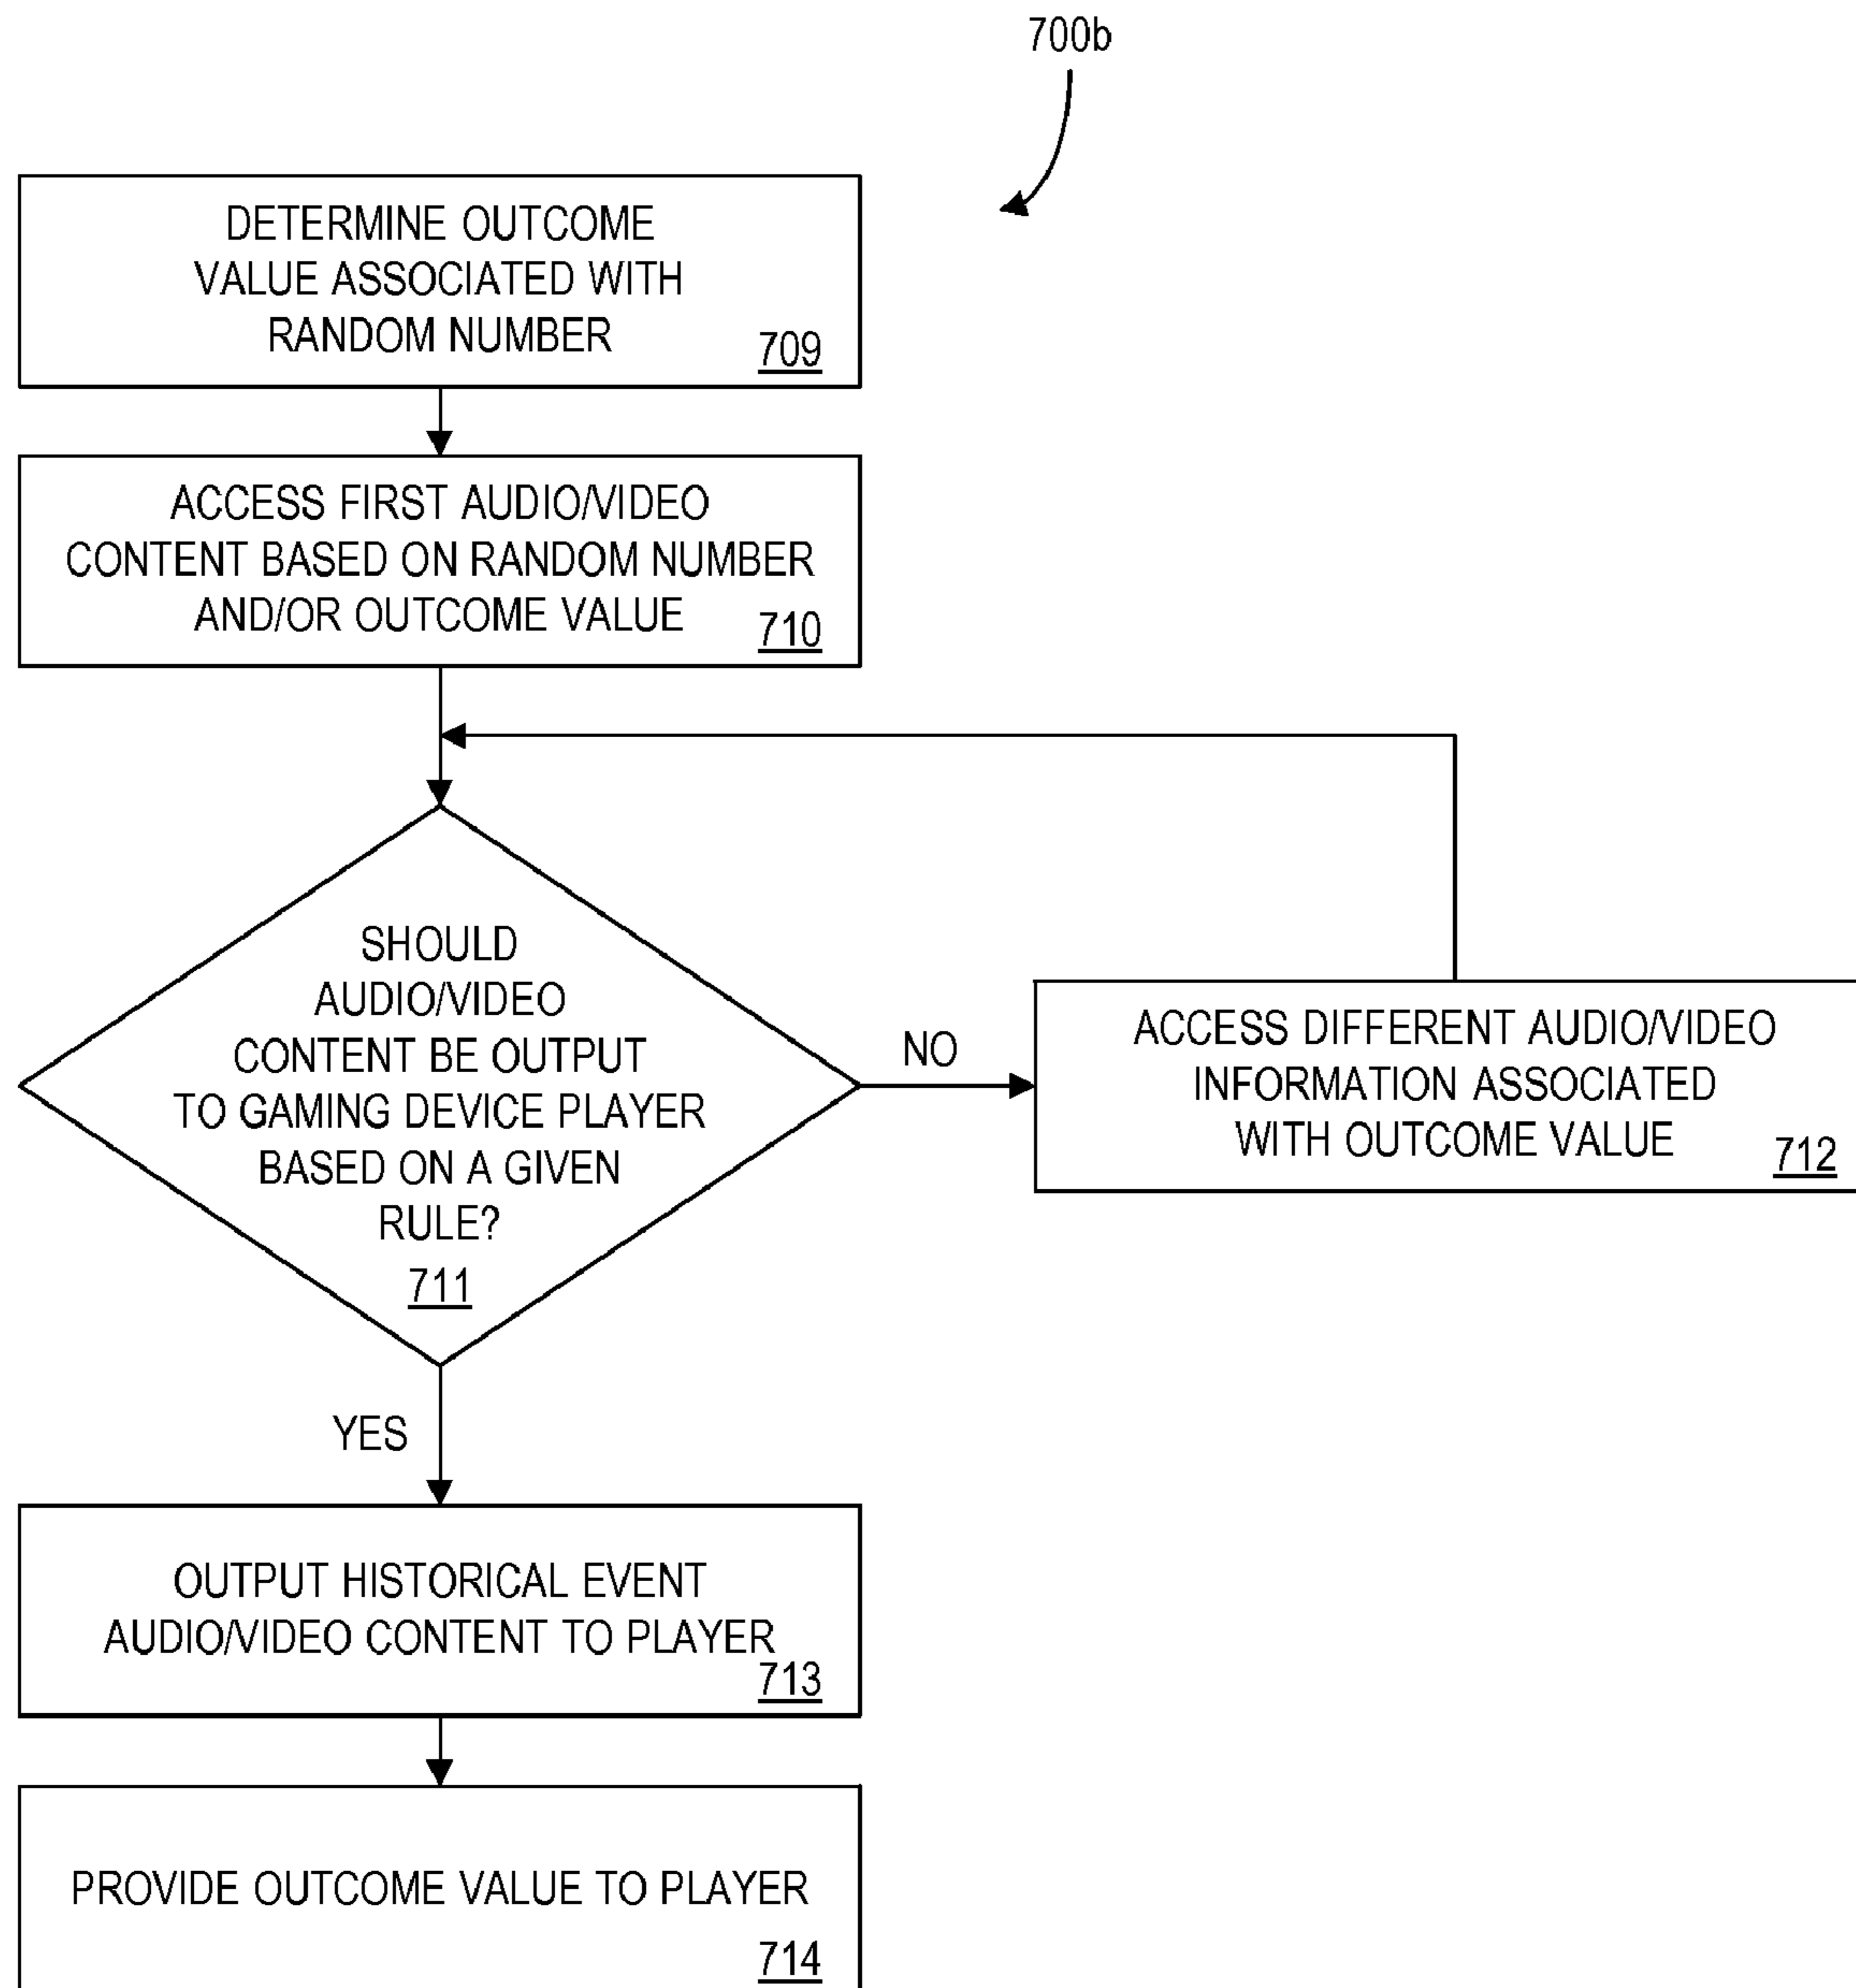 700b
DETERMINE OUTCOME
VALUE ASSOCIATED WITH
RANDOM NUMBER
709
ACCESS FIRST AUDIO/VIDEO
CONTENT BASED ON RANDOM NUMBER
AND/OR OUTCOME VALUE
710
SHOULD
AUDIO/VIDEO
CONTENT BE OUTPUT
TO GAMING DEVICE PLAYER
BASED ON A GIVEN
RULE?
711
NO
ACCESS DIFFERENT AUDIO/VIDEO
INFORMATION ASSOCIATED
WITH OUTCOME VALUE
712
YES
OUTPUT HISTORICAL EVENT
AUDIO/VIDEO CONTENT TO PLAYER
713
PROVIDE OUTCOME VALUE TO PLAYER
714